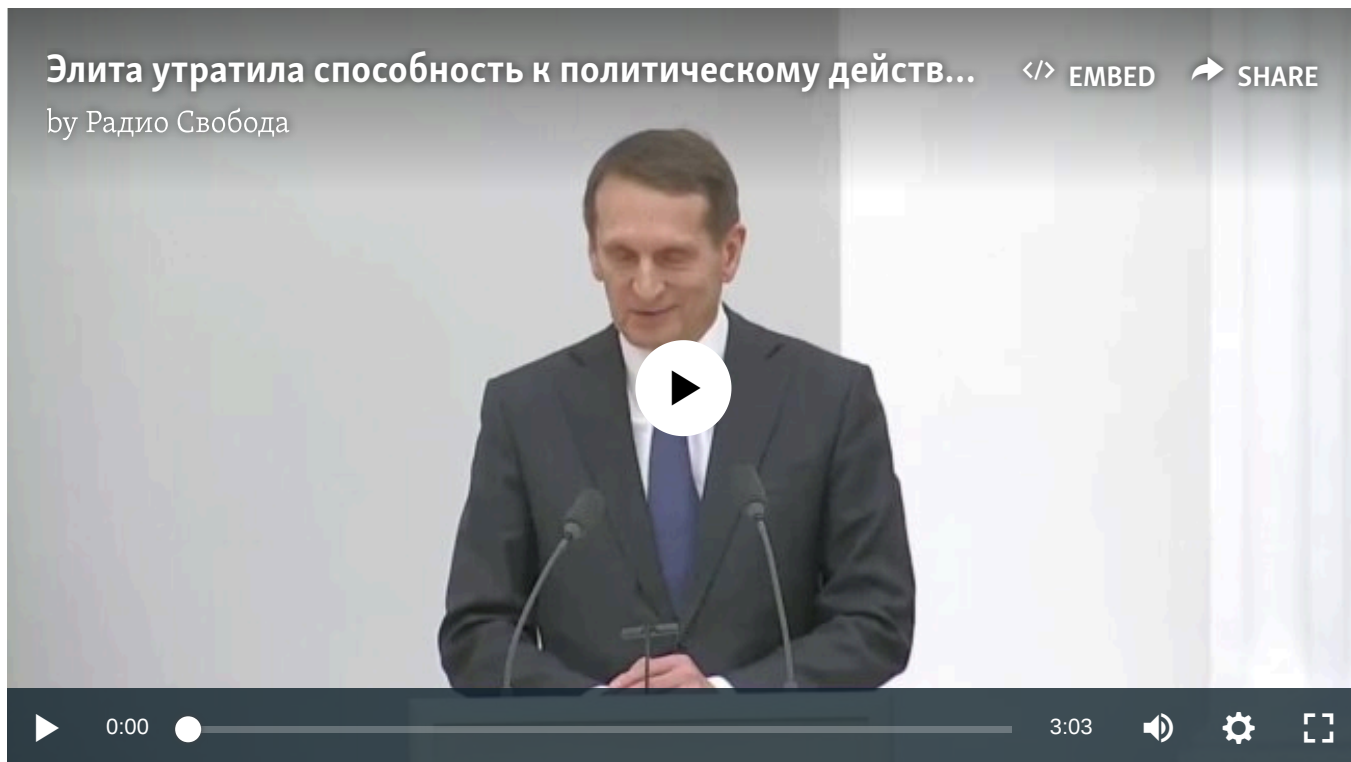 Элита утратила способность к политическому действ...
</> EMBED
SHARE
by Радио Свобода
0:00
3:03